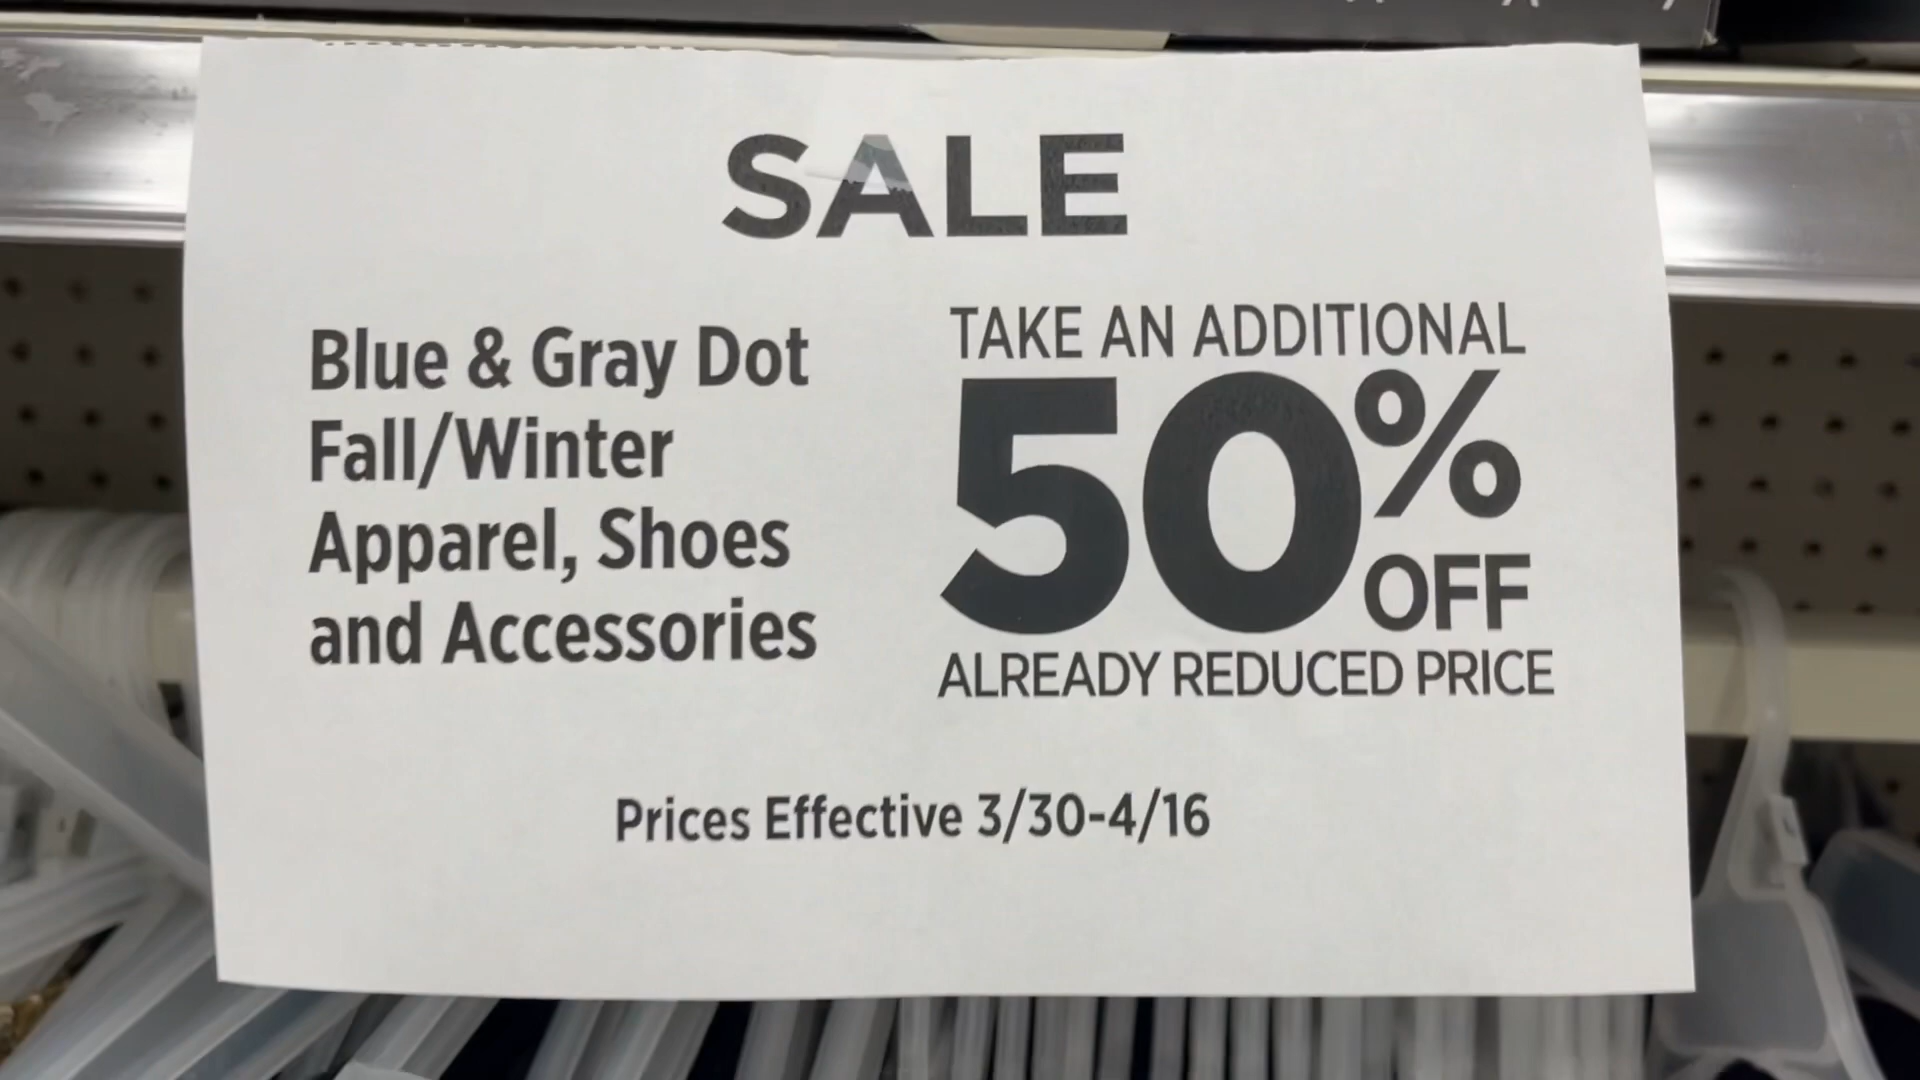 SALE
Blue & Gray Dot
Fall/Winter
Apparel, Shoes
and Accessories
TAKE AN ADDITIONAL
50%
OFF
ALREADY REDUCED PRICE
Prices Effective 3/30-4/16